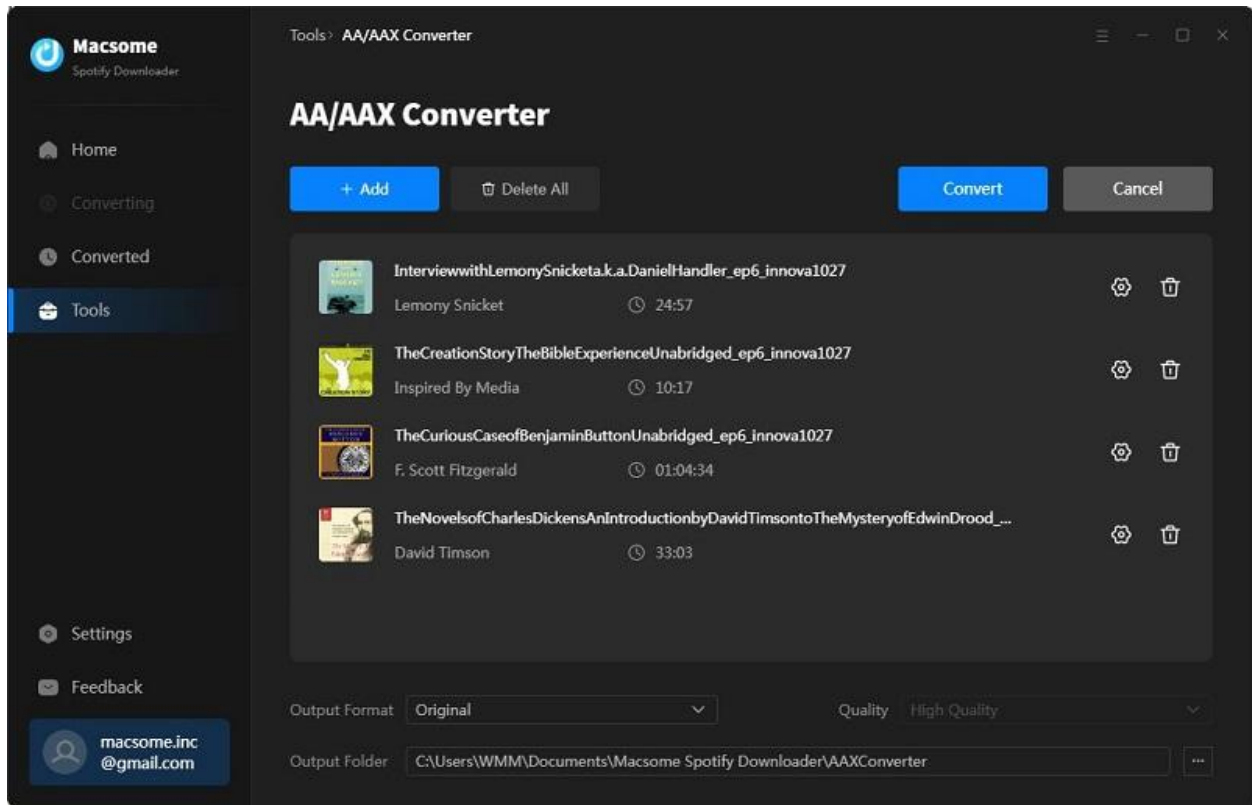 Macsome
Spotify Downloader
Tools› AA/AAX Converter
AA/AAX Converter
Home
Converting
Converted
Tools
+ Add
Delete All
Convert
Cancel
InterviewwithLemonySnicketa.k.a.DanielHandler_ep6_innova1027
Lemony Snicket 24:57
TheCreationStoryTheBibleExperienceUnabridged_ep6_innova1027
Inspired By Media 10:17
TheCuriousCaseofBenjaminButtonUnabridged_ep6_innova1027
F. Scott Fitzgerald 01:04:34
TheNovelsofCharlesDickensAnIntroductionbyDavidTimsontoTheMysteryofEdwinDrood_...
David Timson 33:03
Settings
Feedback
macsome.inc
@gmail.com
Output Format Original Quality High Quality
Output Folder C:\Users\WMM\Documents\Macsome Spotify Downloader\AAXConverter ...